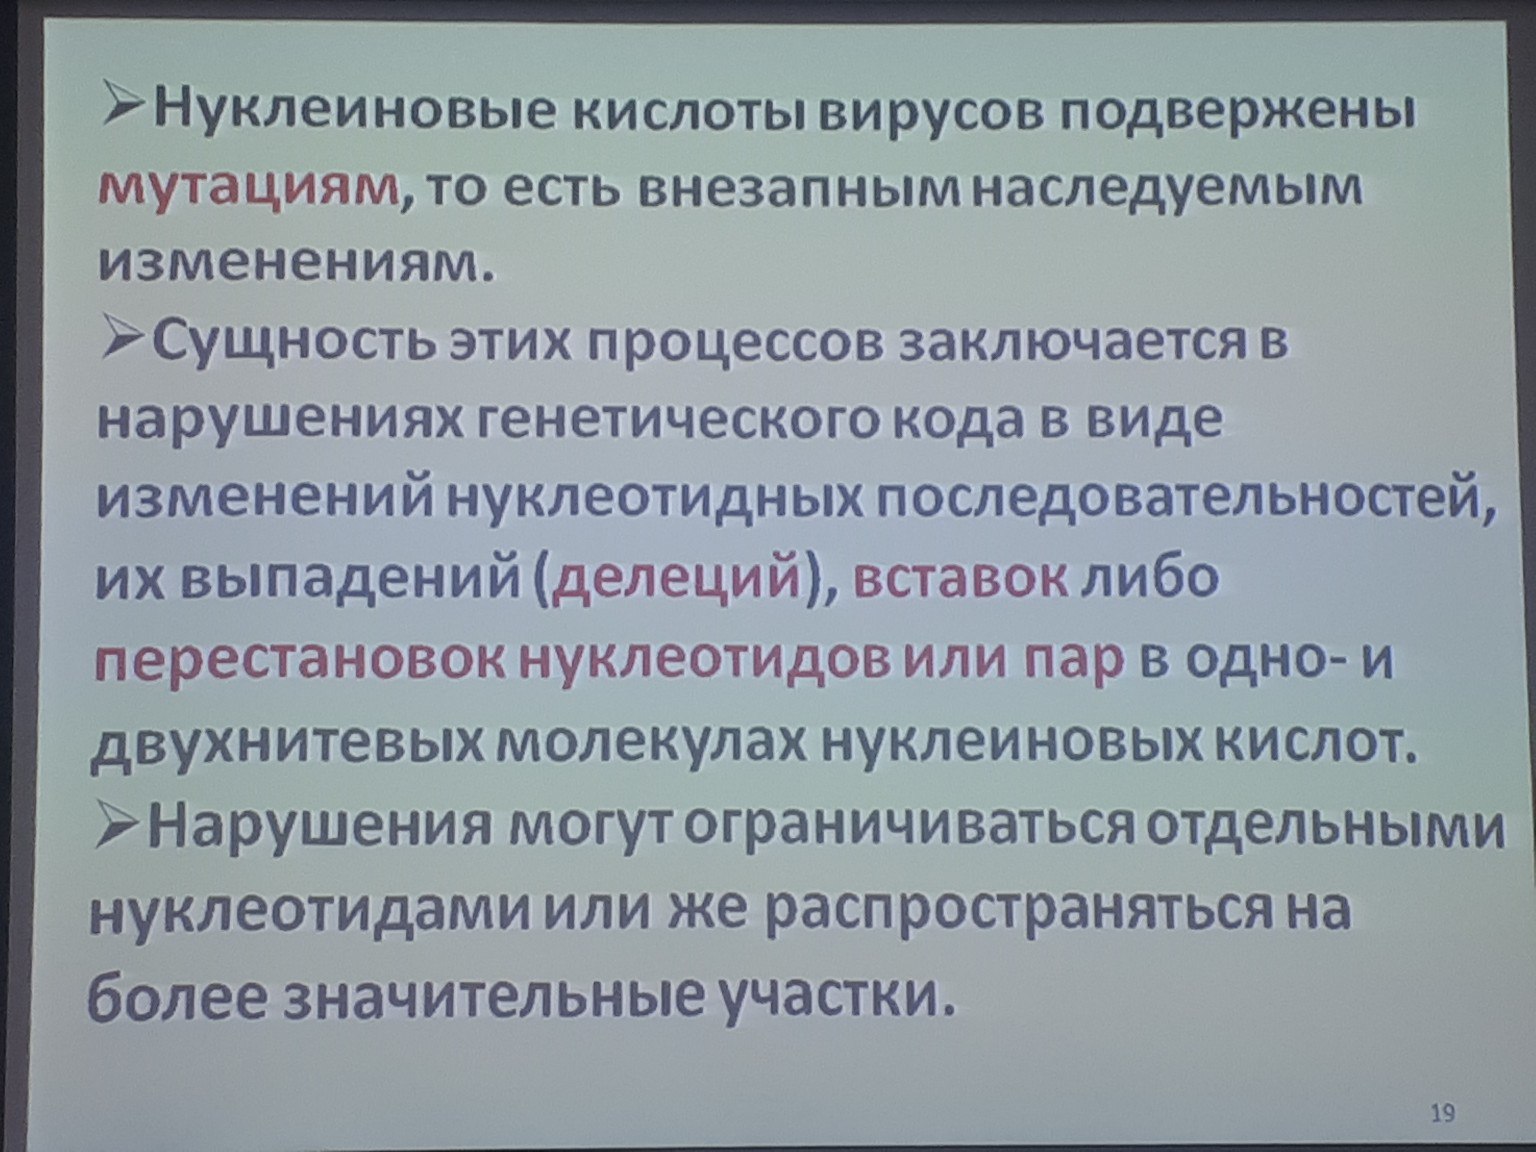 ➢Нуклеиновые кислоты вирусов подвержены
мутациям, то есть внезапным наследуемым
изменениям.
➢Сущность этих процессов заключается в
нарушениях генетического кода в виде
изменений нуклеотидных последовательностей,
их выпадений (делеций), вставок либо
перестановок нуклеотидов или пар в одно- и
двухнитевых молекулах нуклеиновых кислот.
➢Нарушения могут ограничиваться отдельными
нуклеотидами или же распространяться на
более значительные участки.
19